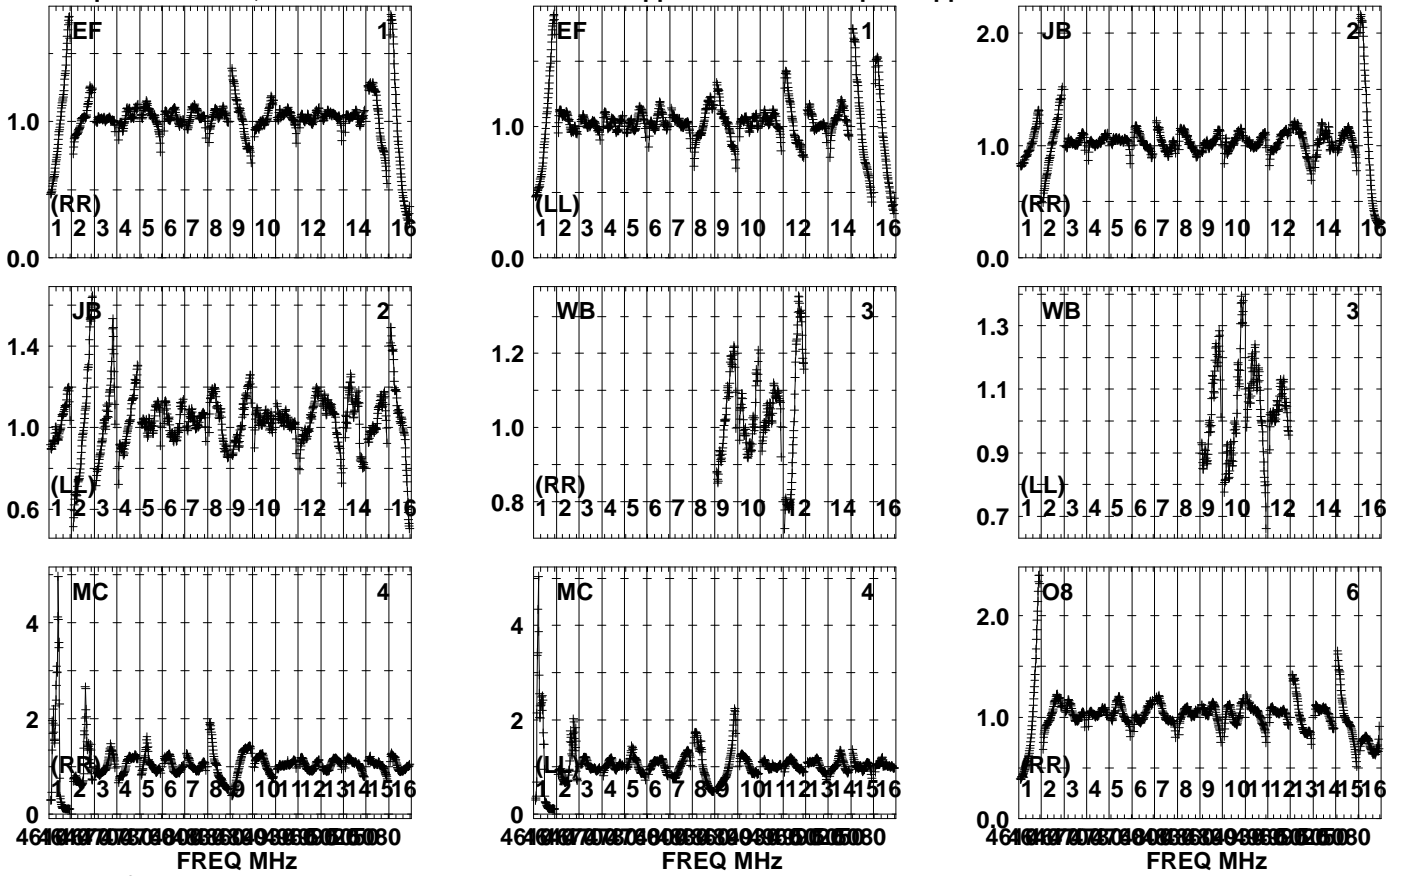 EF 1
1.0
(RR)
1 2 3 4 5 6 7 8 9 10 12 14 16
0.0
EF 1
1.0
(LL)
1 2 3 4 5 6 7 8 9 10 12 14 16
0.0
JB 2
2.0
1.0
(RR)
1 2 3 4 5 6 7 8 9 10 12 14 16
0.0
JB 2
1.4
1.0
(LL)
1 2 3 4 5 6 7 8 9 10 12 14 16
0.6
WB 3
1.2
1.0
(RR)
1 2 3 4 5 6 7 8 9 10 12 14 16
0.8
WB 3
1.3
1.1
0.9
(LL)
1 2 3 4 5 6 7 8 9 10 12 14 16
0.7
MC 4
4
2
(RR)
1 2 3 4 5 6 7 8 9 10 11 12 13 14 15 16
0
FREQ MHz
MC 4
4
2
(LL)
1 2 3 4 5 6 7 8 9 10 11 12 13 14 15 16
0
O8 6
2.0
1.0
(RR)
1 2 3 4 5 6 7 8 9 10 11 12 13 14 15 16
0.0
FREQ MHz
FREQ MHz